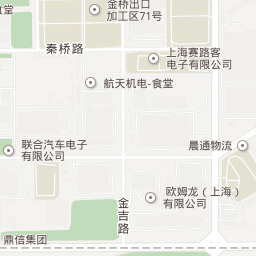 金桥出口
加工区71号
食堂
秦桥路
上海赛路客
电子有限公司
航天机电-食堂
联合汽车电子
有限公司
晨通物流
金吉路
欧姆龙（上海）
有限公司
鼎信集团